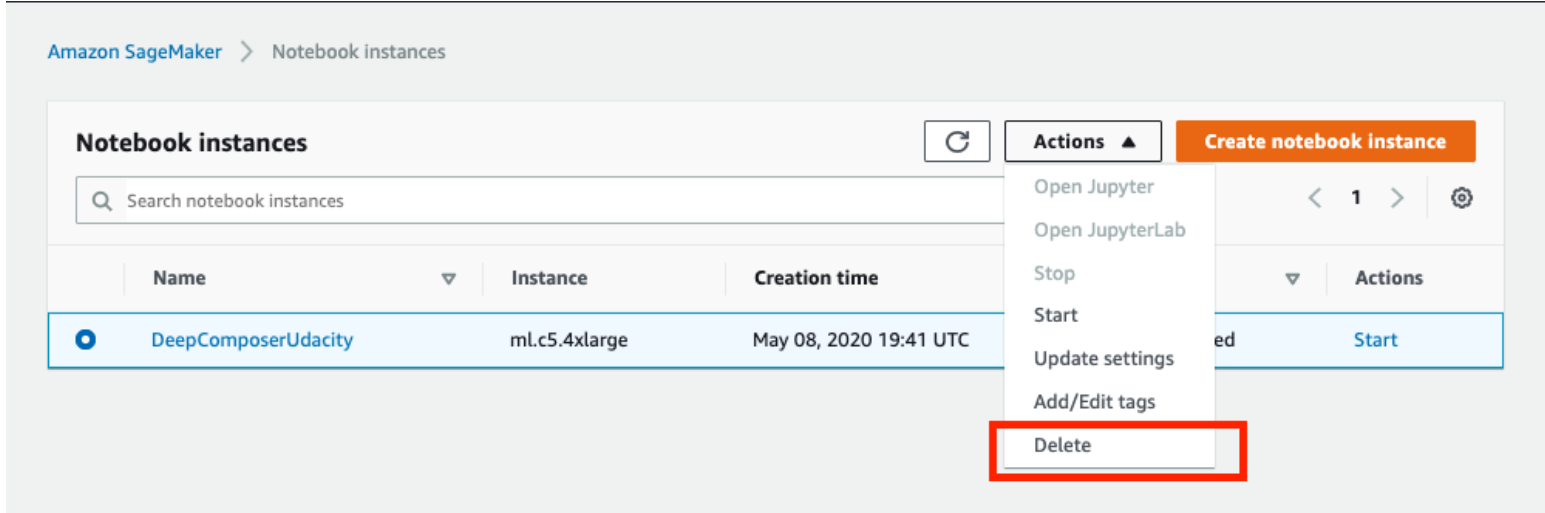 Amazon SageMaker > Notebook instances
Notebook instances
Actions ▲
Create notebook instance
Search notebook instances
< 1 >
Open Jupyter
Open JupyterLab
Stop
Start
Update settings
Add/Edit tags
Delete
Name Instance Creation time Actions
DeepComposerUdacity ml.c5.4xlarge May 08, 2020 19:41 UTC ed Start